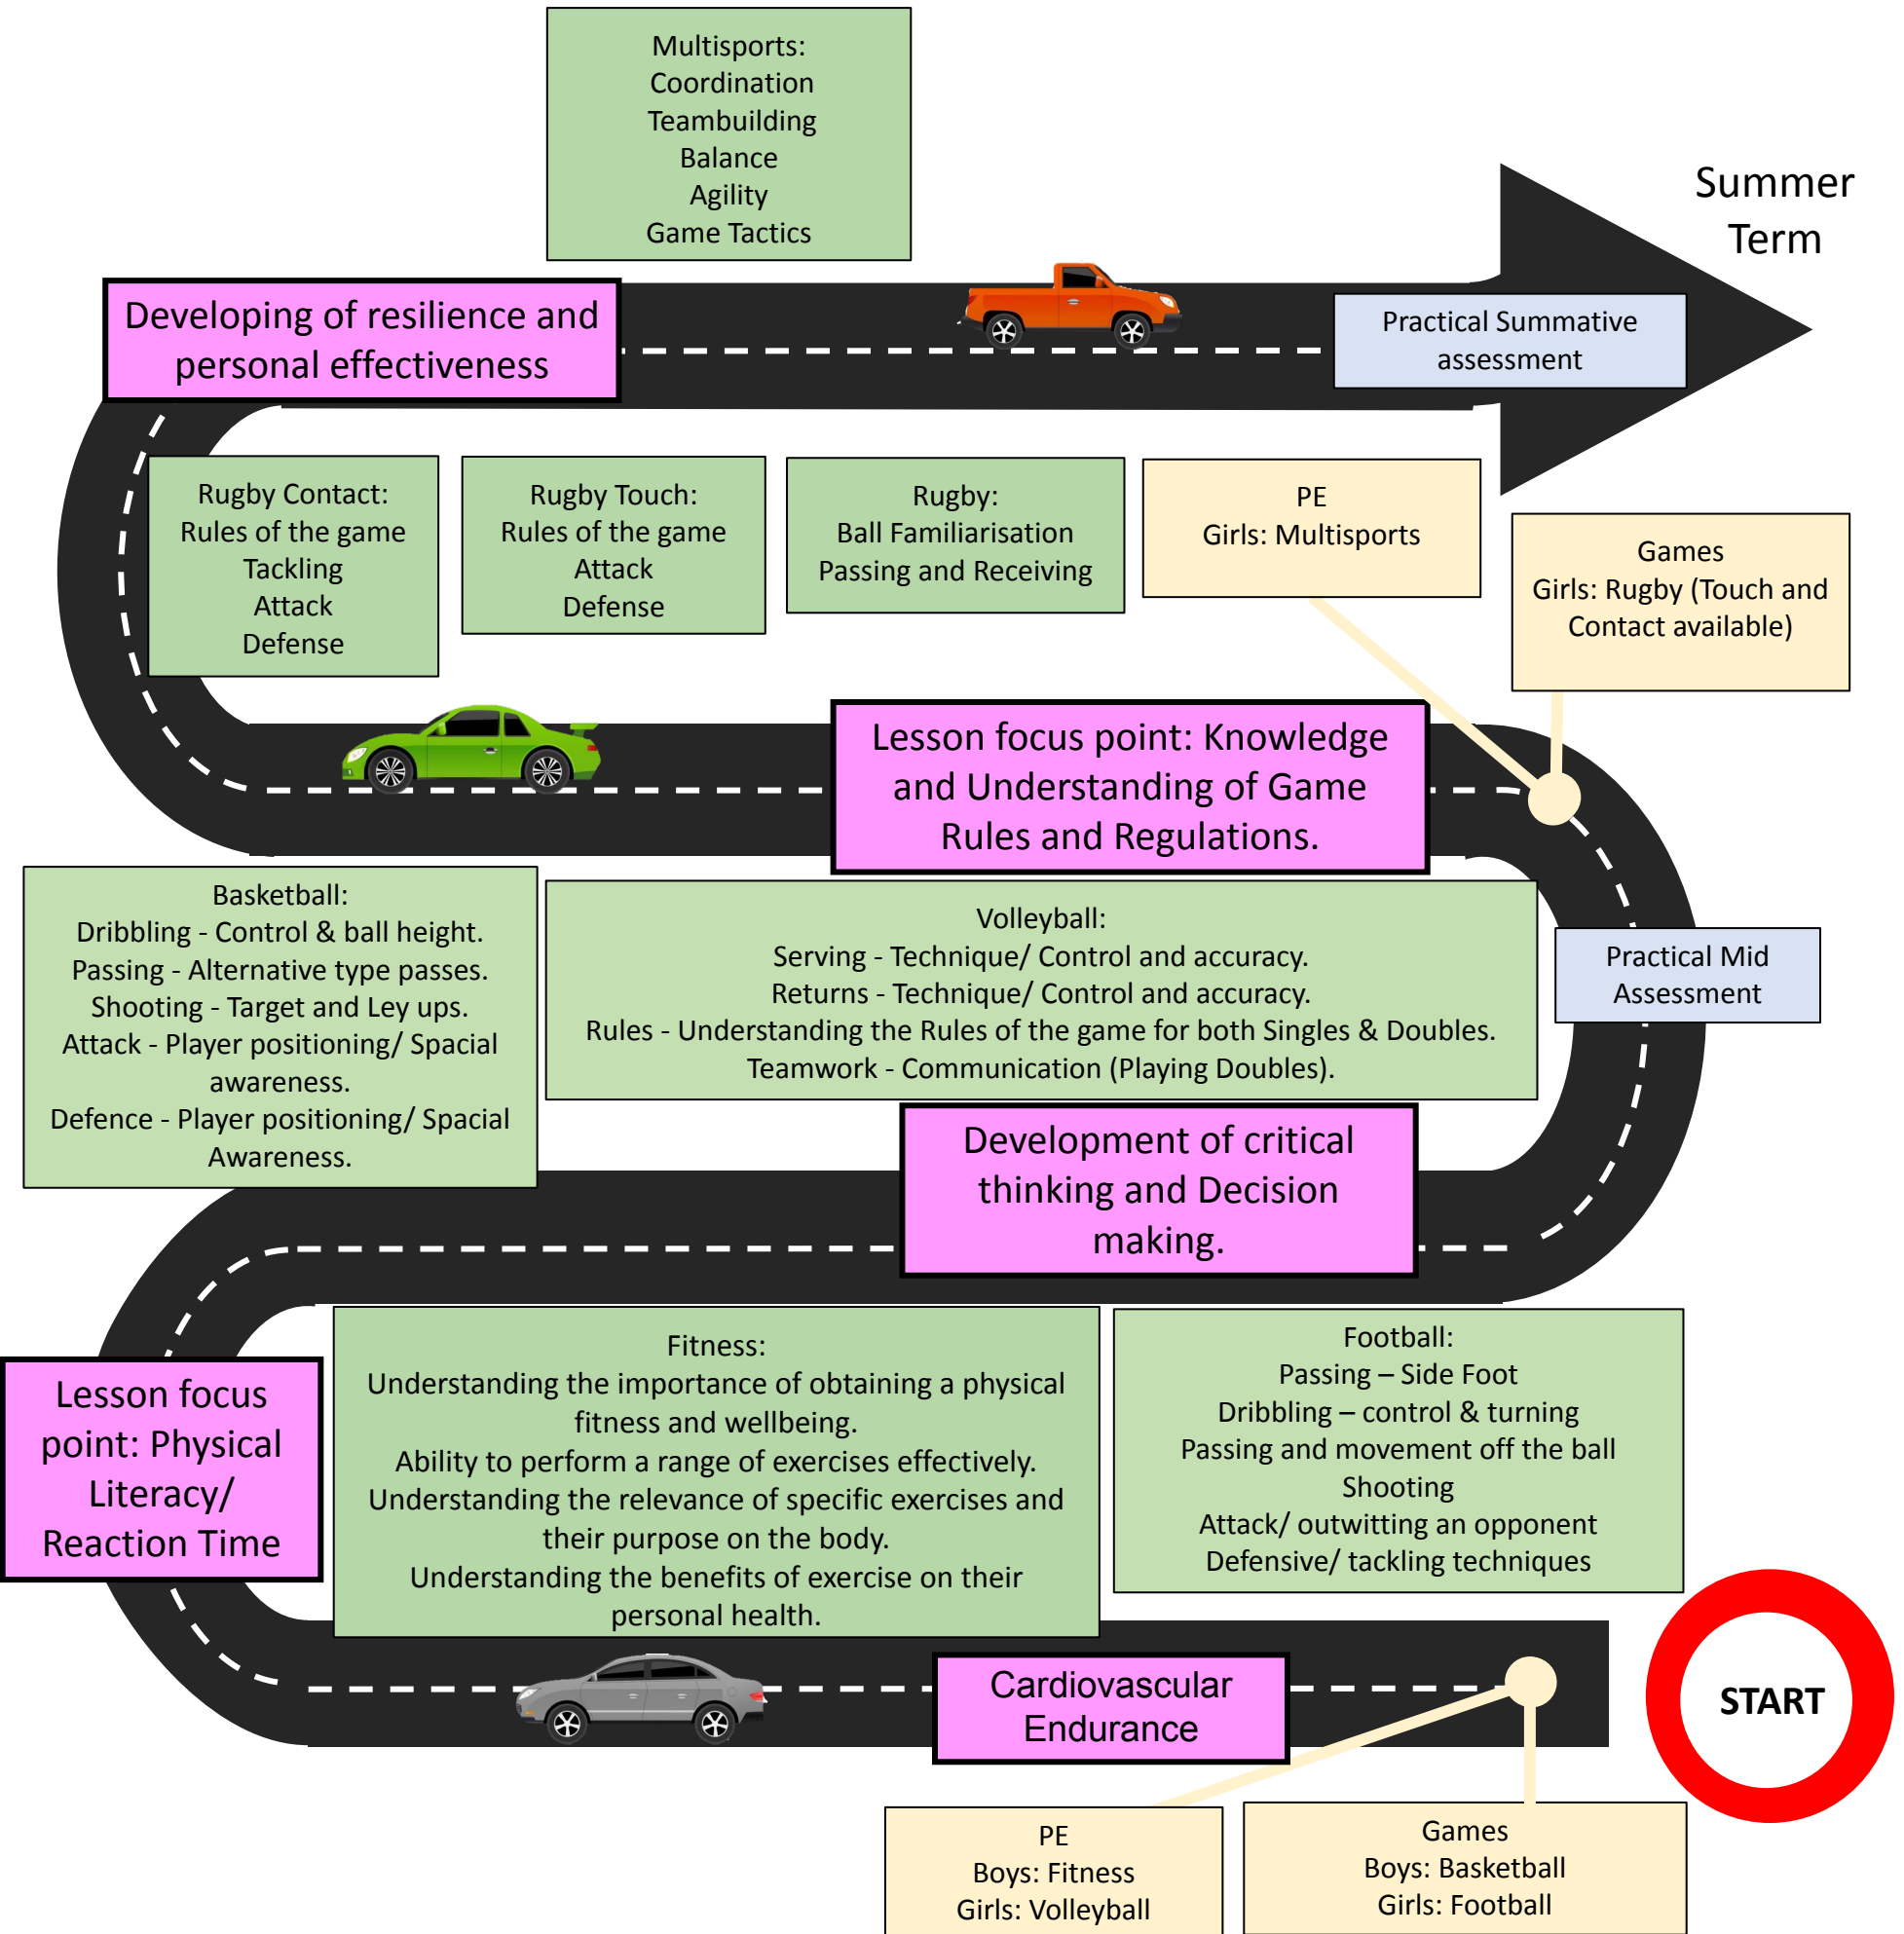 Multisports:
Coordination
Teambuilding
Balance
Agility
Game Tactics
Summer
Term
Developing of resilience and
personal effectiveness
Practical Summative
assessment
Rugby Contact:
Rules of the game
Tackling
Attack
Defense
Rugby Touch:
Rules of the game
Attack
Defense
Rugby:
Ball Familiarisation
Passing and Receiving
PE
Girls: Multisports
Games
Girls: Rugby (Touch and
Contact available)
Lesson focus point: Knowledge
and Understanding of Game
Rules and Regulations.
Basketball:
Dribbling - Control & ball height.
Passing - Alternative type passes.
Shooting - Target and Ley ups.
Attack - Player positioning/ Spacial
awareness.
Defence - Player positioning/ Spacial
Awareness.
Volleyball:
Serving - Technique/ Control and accuracy.
Returns - Technique/ Control and accuracy.
Rules - Understanding the Rules of the game for both Singles & Doubles.
Teamwork - Communication (Playing Doubles).
Practical Mid
Assessment
Development of critical
thinking and Decision
making.
Lesson focus
point: Physical
Literacy/
Reaction Time
Fitness:
Understanding the importance of obtaining a physical
fitness and wellbeing.
Ability to perform a range of exercises effectively.
Understanding the relevance of specific exercises and
their purpose on the body.
Understanding the benefits of exercise on their
personal health.
Football:
Passing – Side Foot
Dribbling – control & turning
Passing and movement off the ball
Shooting
Attack/ outwitting an opponent
Defensive/ tackling techniques
Cardiovascular
Endurance
START
PE
Boys: Fitness
Girls: Volleyball
Games
Boys: Basketball
Girls: Football